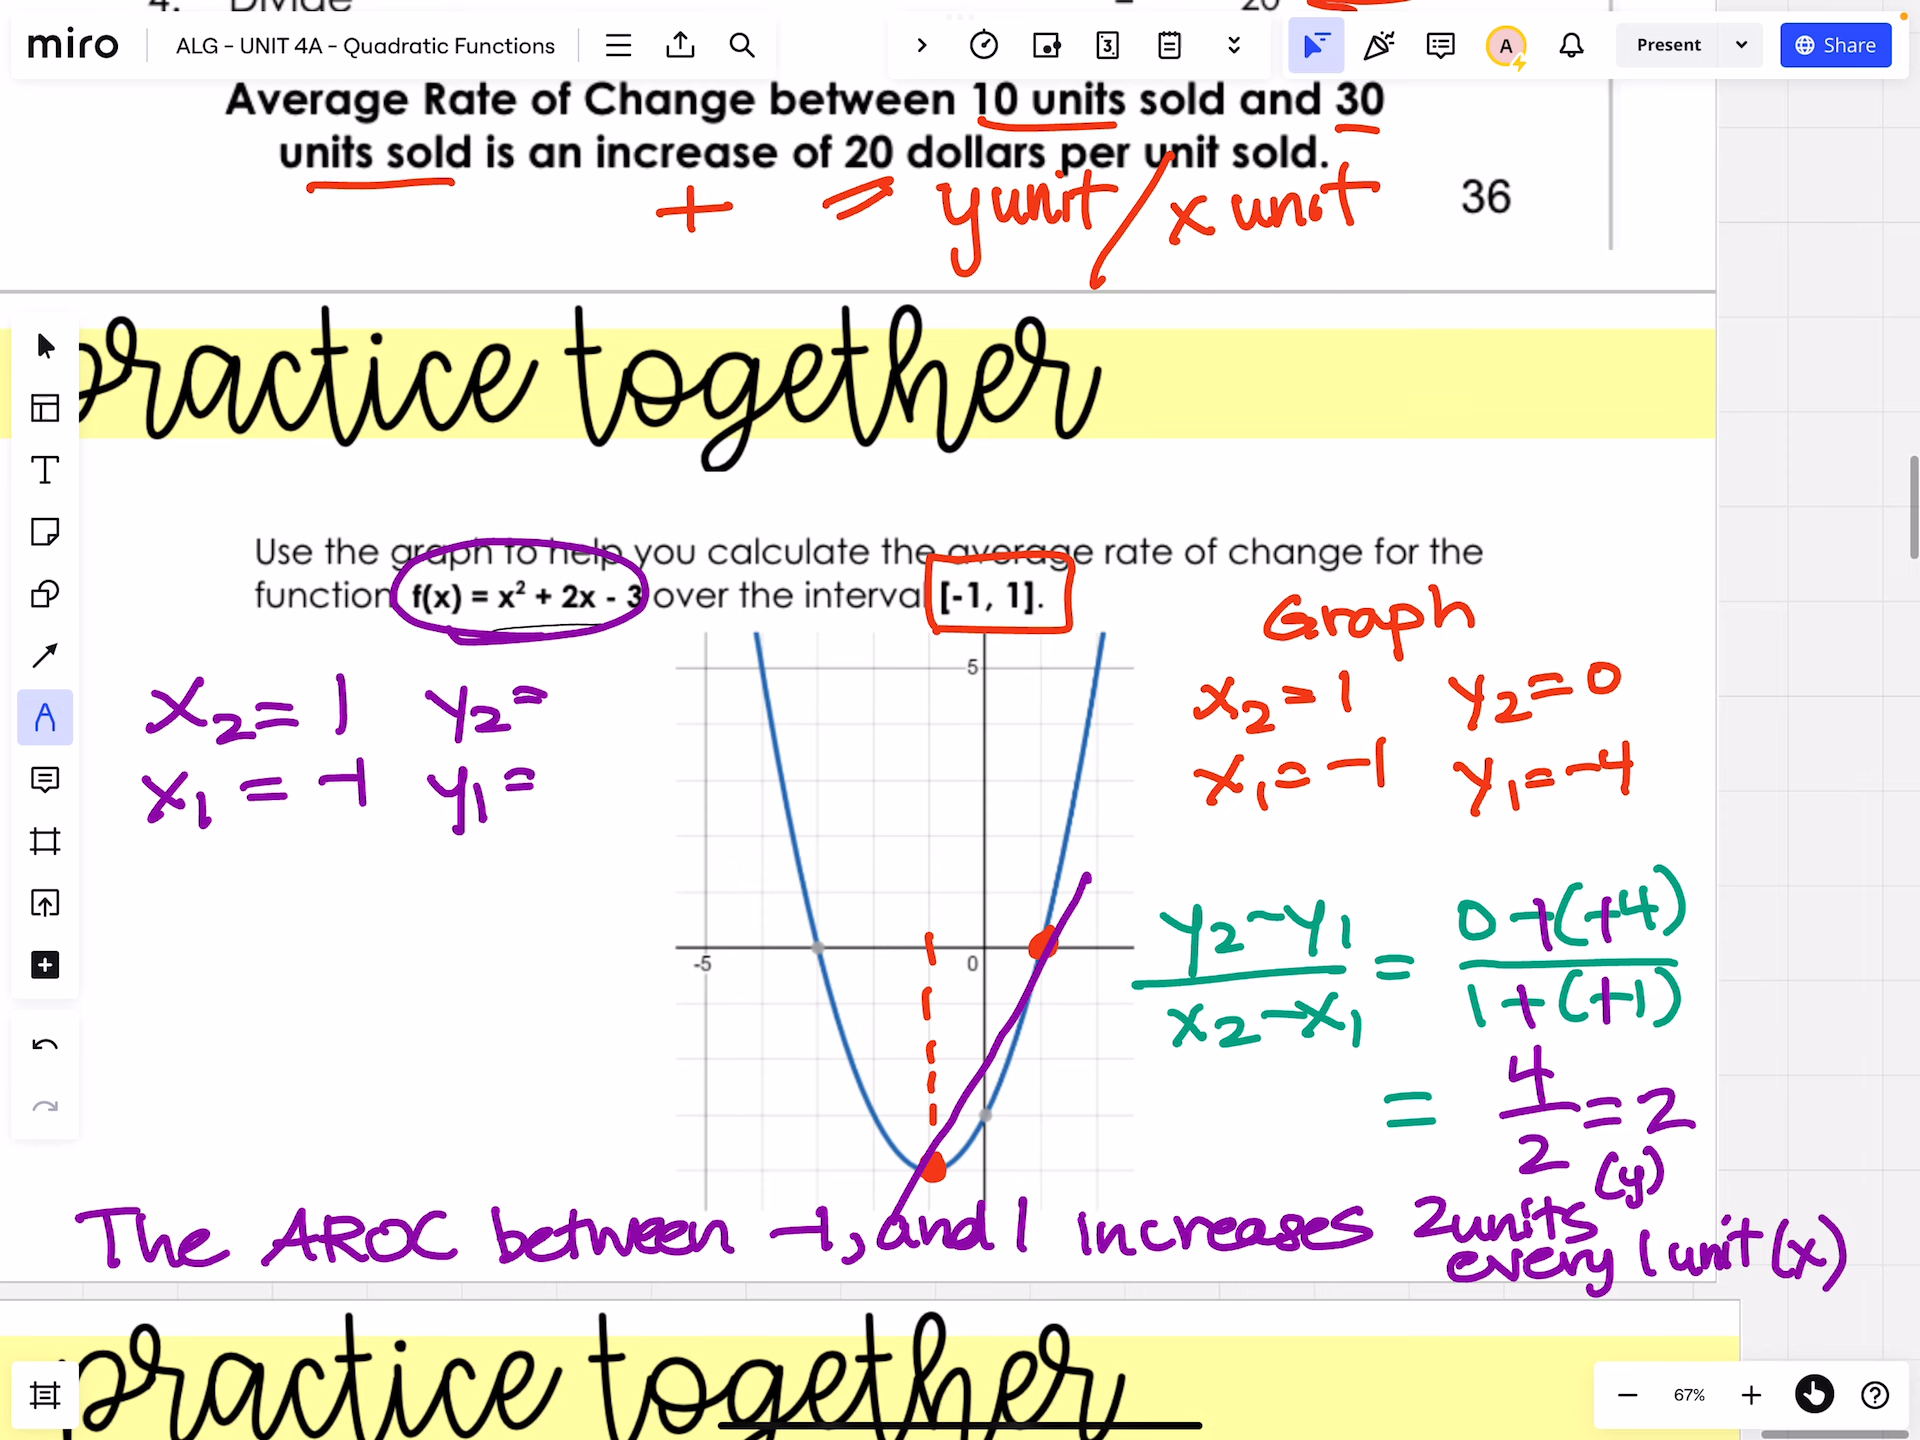 4. Divide = 20
miro ALG - UNIT 4A - Quadratic Functions 3 A Present Share
Average Rate of Change between 10 units sold and 30
units sold is an increase of 20 dollars per unit sold.
+ = y unit / x unit
36
practice together
Use the graph to help you calculate the average rate of change for the
function f(x) = x² + 2x - 3 over the interval [-1, 1].
Graph
x₂ = 1 y₂ =
x₁ = -1 y₁ =
x₂ = 1 y₂ = 0
x₁ = -1 y₁ = -4
5
-5
0
y₂ - y₁ / x₂ - x₁ = 0 + (+4) / 1 + (+1)
= 4/2 = 2
(y)
The AROC between -1, and 1 increases 2 units
every 1 unit (x)
practice together
67%